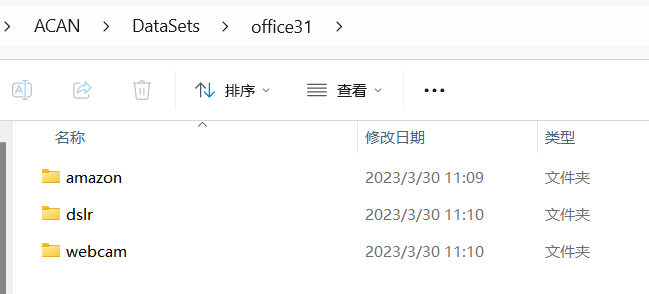 ACAN > DataSets > office31 >
排序 查看
名称 修改日期 类型
amazon 2023/3/30 11:09 文件夹
dslr 2023/3/30 11:10 文件夹
webcam 2023/3/30 11:10 文件夹